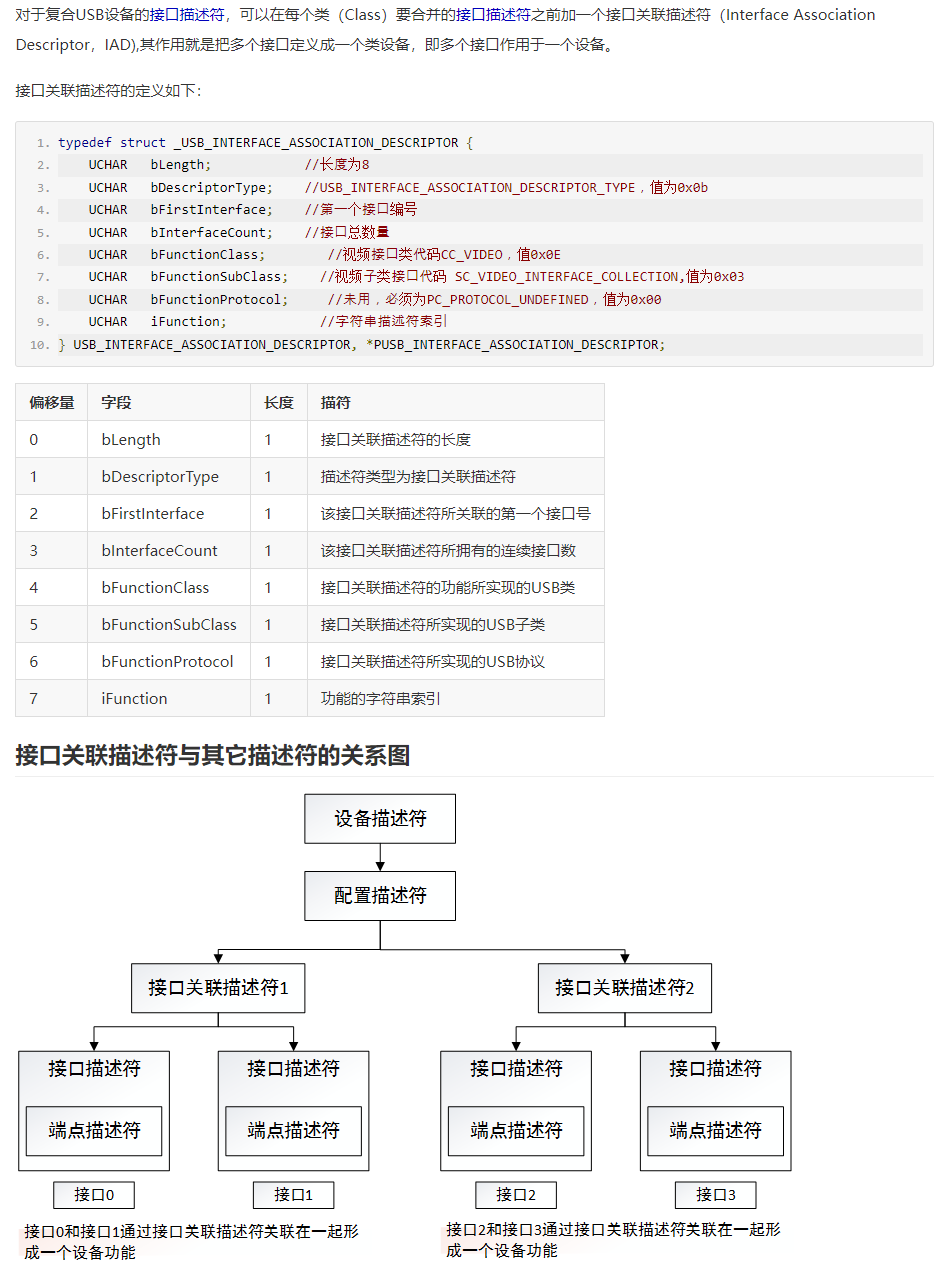 对于复合USB设备的接口描述符，可以在每个类（Class）要合并的接口描述符之前加一个接口关联描述符（Interface Association
Descriptor，IAD),其作用就是把多个接口定义成一个类设备，即多个接口作用于一个设备。
接口关联描述符的定义如下：
1. typedef struct _USB_INTERFACE_ASSOCIATION_DESCRIPTOR {
2. UCHAR bLength; //长度为8
3. UCHAR bDescriptorType; //USB_INTERFACE_ASSOCIATION_DESCRIPTOR_TYPE，值为0x0b
4. UCHAR bFirstInterface; //第一个接口编号
5. UCHAR bInterfaceCount; //接口总数量
6. UCHAR bFunctionClass; //视频接口类代码CC_VIDEO，值0x0E
7. UCHAR bFunctionSubClass; //视频子类接口代码 SC_VIDEO_INTERFACE_COLLECTION,值为0x03
8. UCHAR bFunctionProtocol; //未用，必须为PC_PROTOCOL_UNDEFINED，值为0x00
9. UCHAR iFunction; //字符串描述符索引
10. } USB_INTERFACE_ASSOCIATION_DESCRIPTOR, *PUSB_INTERFACE_ASSOCIATION_DESCRIPTOR;
偏移量 字段 长度 描符
0 bLength 1 接口关联描述符的长度
1 bDescriptorType 1 描述符类型为接口关联描述符
2 bFirstInterface 1 该接口关联描述符所关联的第一个接口号
3 bInterfaceCount 1 该接口关联描述符所拥有的连续接口数
4 bFunctionClass 1 接口关联描述符的功能所实现的USB类
5 bFunctionSubClass 1 接口关联描述符所实现的USB子类
6 bFunctionProtocol 1 接口关联描述符所实现的USB协议
7 iFunction 1 功能的字符串索引
接口关联描述符与其它描述符的关系图
设备描述符
配置描述符
接口关联描述符1 接口关联描述符2
接口描述符 接口描述符 接口描述符 接口描述符
端点描述符 端点描述符 端点描述符 端点描述符
接口0 接口1 接口2 接口3
接口0和接口1通过接口关联描述符关联在一起形
成一个设备功能
接口2和接口3通过接口关联描述符关联在一起形
成一个设备功能